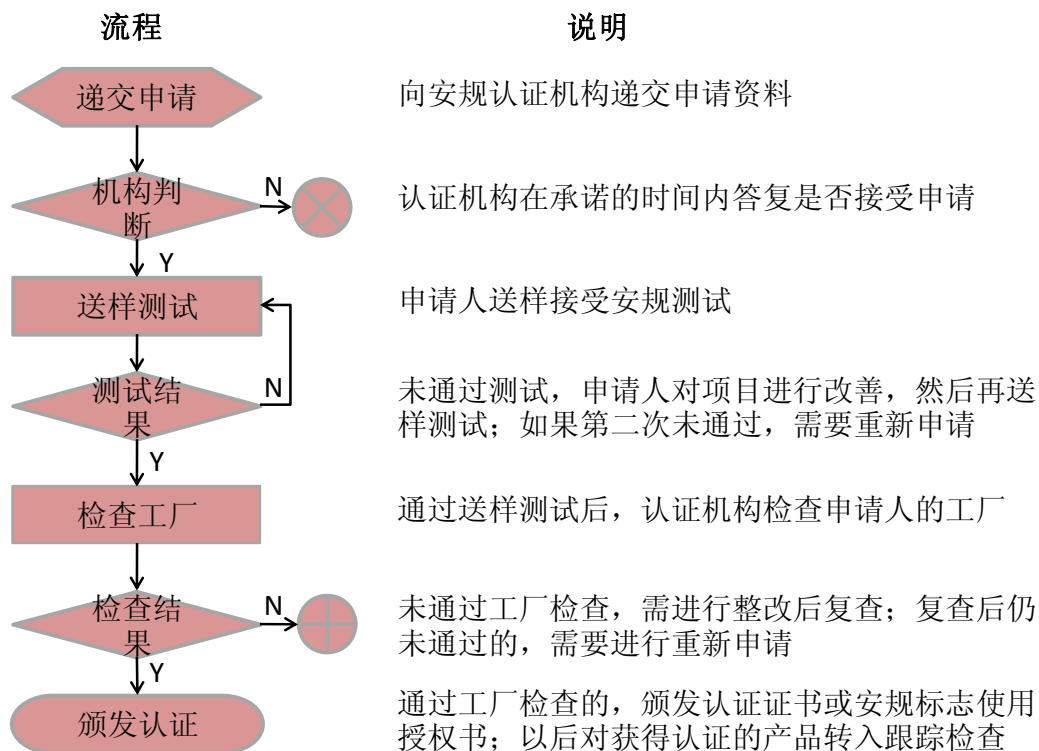 流程
说明
递交申请
向安规认证机构递交申请资料
机构判
断
N
认证机构在承诺的时间内答复是否接受申请
Y
送样测试
申请人送样接受安规测试
测试结
果
N
未通过测试，申请人对项目进行改善，然后再送
样测试；如果第二次未通过，需要重新申请
Y
检查工厂
通过送样测试后，认证机构检查申请人的工厂
检查结
果
N
未通过工厂检查，需进行整改后复查；复查后仍
未通过的，需要进行重新申请
Y
颁发认证
通过工厂检查的，颁发认证证书或安规标志使用
授权书；以后对获得认证的产品转入跟踪检查